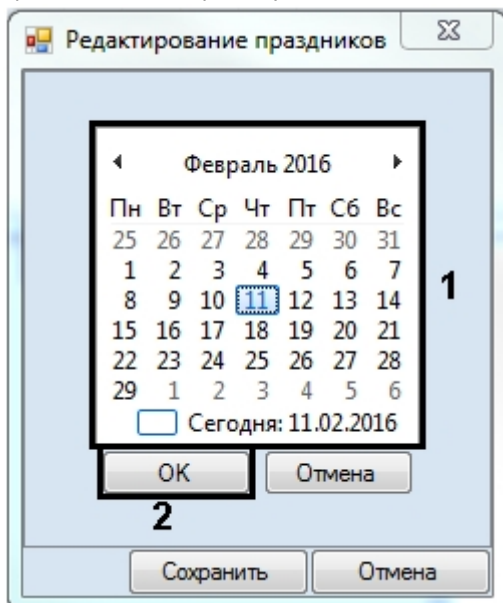 Редактирование праздников
Февраль 2016
Пн Вт Ср Чт Пт Сб Вс
25 26 27 28 29 30 31
1 2 3 4 5 6 7
1
8 9 10 11 12 13 14
15 16 17 18 19 20 21
22 23 24 25 26 27 28
29 1 2 3 4 5 6
Сегодня: 11.02.2016
ОК Отмена
2
Сохранить Отмена